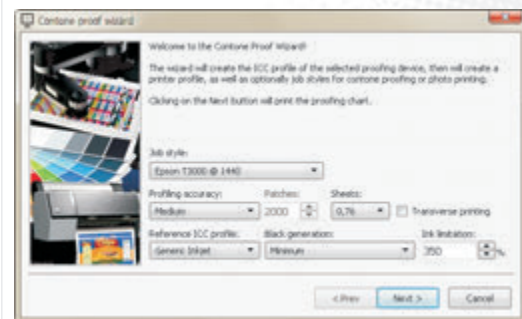 Contone proof wizard
Welcome to the Contone Proof Wizard!
The wizard will create the ICC profile of the selected proofing device, then will create a
printer profile, as well as optionally job styles for contone proofing or photo printing.
Clicking on the Next button will print the proofing chart.
Job style:
Epson T3000 @ 1440
Profiling accuracy: Patches: Sheets:
Medium 2000 0,76 Transverse printing
Reference ICC profile: Black generation: Ink limitation:
Generic Inkjet Minimum 350 %
< Prev Next > Cancel